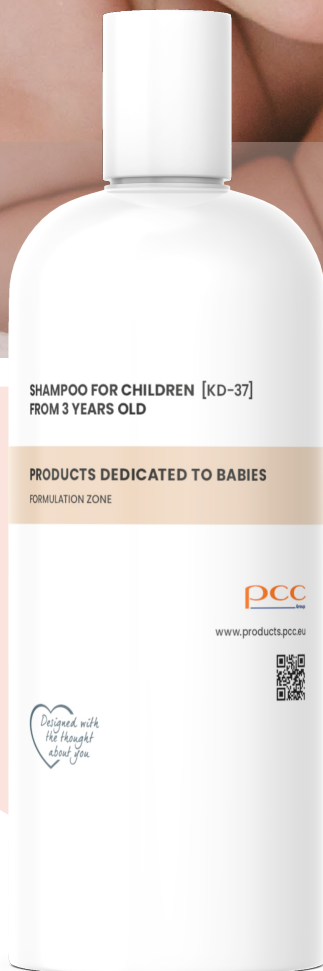 SHAMPOO FOR CHILDREN [KD-37]
FROM 3 YEARS OLD
PRODUCTS DEDICATED TO BABIES
FORMULATION ZONE
pcc
Group
www.products.pcc.eu
Designed with
the thought
about you